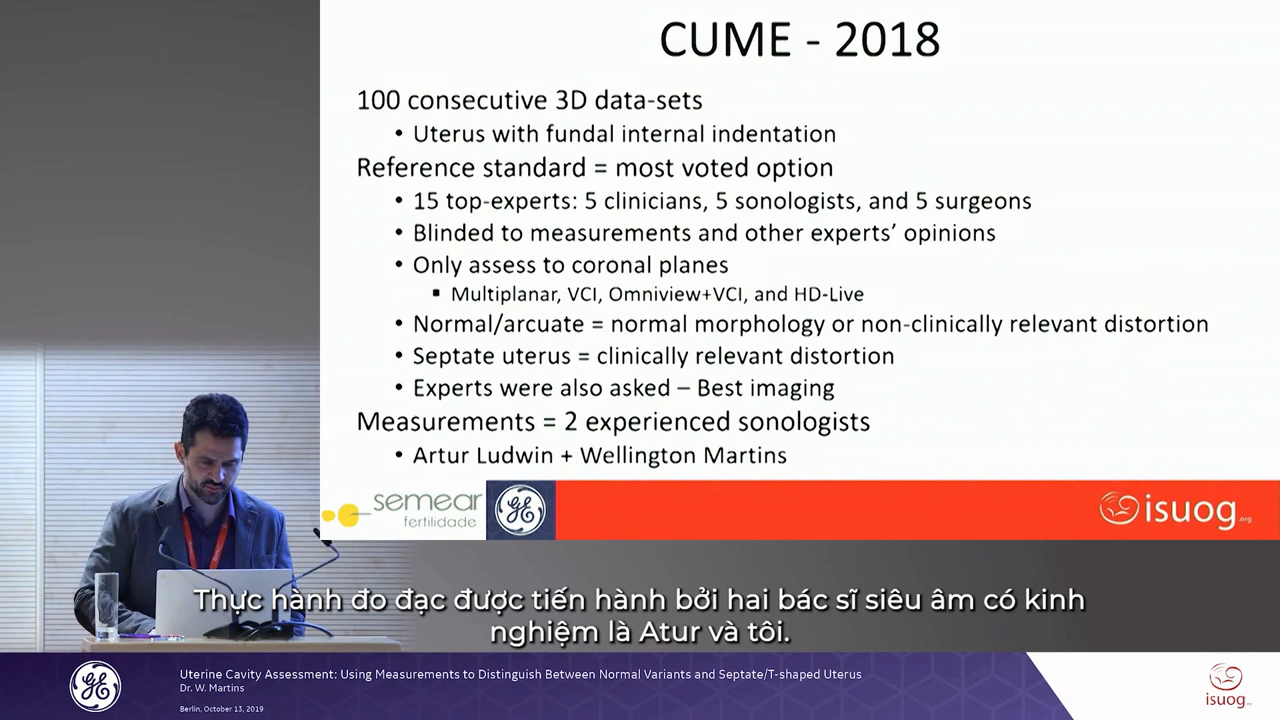 CUME - 2018
100 consecutive 3D data-sets
• Uterus with fundal internal indentation
Reference standard = most voted option
• 15 top-experts: 5 clinicians, 5 sonologists, and 5 surgeons
• Blinded to measurements and other experts’ opinions
• Only assess to coronal planes
▪ Multiplanar, VCI, Omniview+VCI, and HD-Live
• Normal/arcuate = normal morphology or non-clinically relevant distortion
• Septate uterus = clinically relevant distortion
• Experts were also asked – Best imaging
Measurements = 2 experienced sonologists
• Artur Ludwin + Wellington Martins
semear
fertilidade
GE
isuog.org
Thực hành đo đạc được tiến hành bởi hai bác sĩ siêu âm có kinh
nghiệm là Atur và tôi.
GE
Uterine Cavity Assessment: Using Measurements to Distinguish Between Normal Variants and Septate/T-shaped Uterus
Dr. W. Martins
Berlin, October 13, 2019
isuog